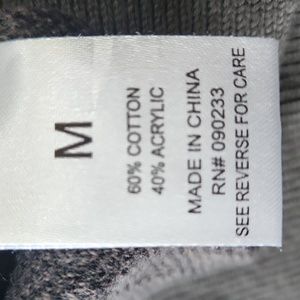 M
60% COTTON
40% ACRYLIC
MADE IN CHINA
RN# 090233
SEE REVERSE FOR CARE